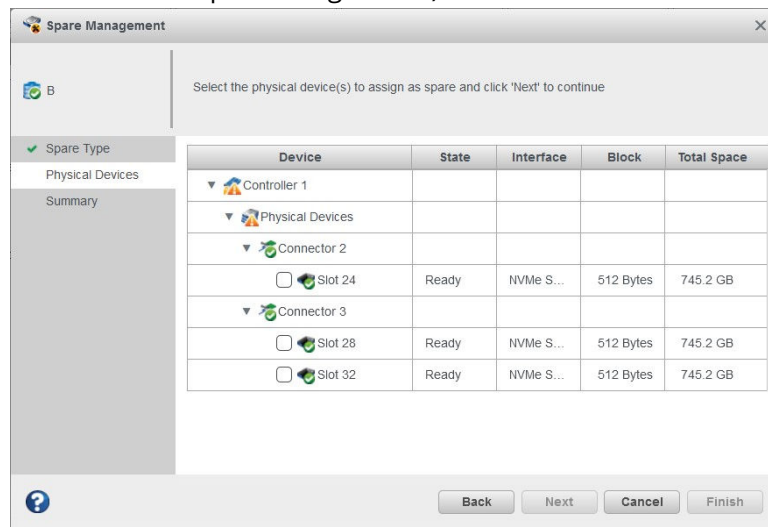 Spare Management
B
Select the physical device(s) to assign as spare and click 'Next' to continue
Spare Type
Physical Devices
Summary
Device State Interface Block Total Space
Controller 1
Physical Devices
Connector 2
Slot 24 Ready NVMe S... 512 Bytes 745.2 GB
Connector 3
Slot 28 Ready NVMe S... 512 Bytes 745.2 GB
Slot 32 Ready NVMe S... 512 Bytes 745.2 GB
? Back Next Cancel Finish